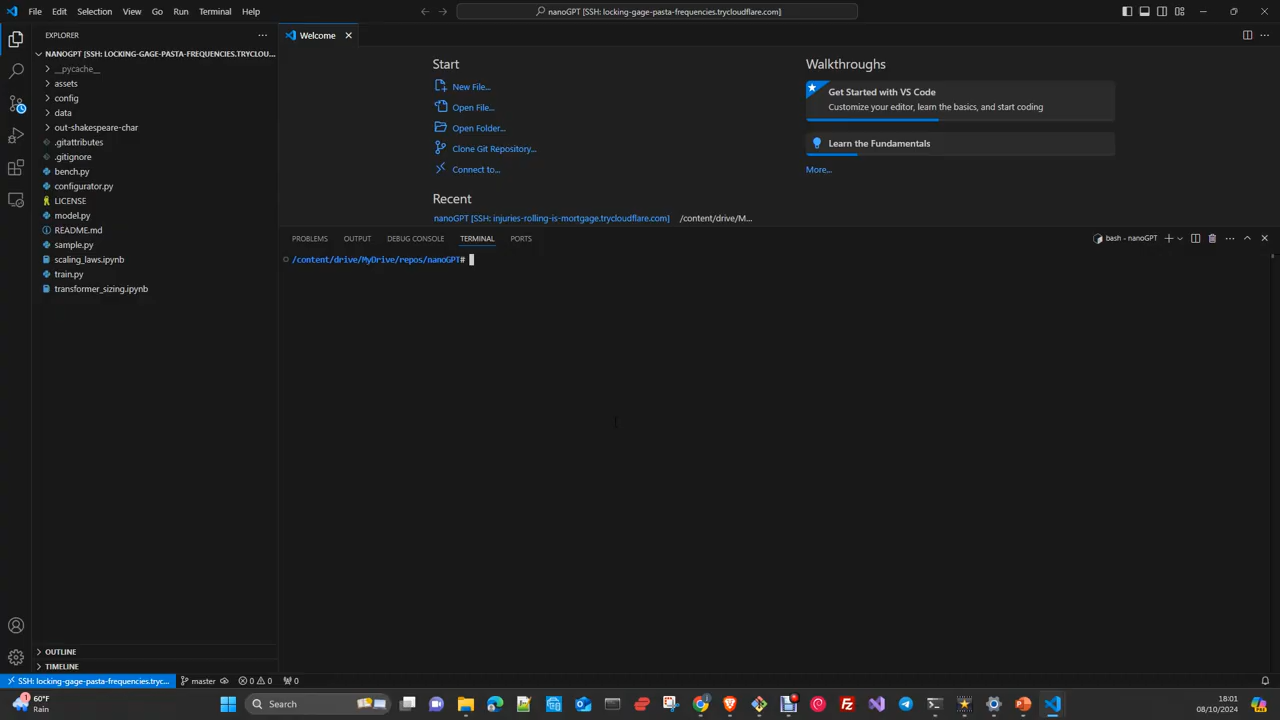 File Edit Selection View Go Run Terminal Help
nanoGPT [SSH: locking-gage-pasta-frequencies.trycloudflare.com]
EXPLORER
NANOGPT [SSH: LOCKING-GAGE-PASTA-FREQUENCIES.TRYCLOU...
__pycache__
assets
config
data
out-shakespeare-char
.gitattributes
.gitignore
bench.py
configurator.py
LICENSE
model.py
README.md
sample.py
scaling_laws.ipynb
train.py
transformer_sizing.ipynb
OUTLINE
TIMELINE
Welcome
Start
New File...
Open File...
Open Folder...
Clone Git Repository...
Connect to...
Recent
nanoGPT [SSH: injuries-rolling-is-mortgage.trycloudflare.com] /content/drive/M...
Walkthroughs
Get Started with VS Code
Customize your editor, learn the basics, and start coding
Learn the Fundamentals
More...
PROBLEMS OUTPUT DEBUG CONSOLE TERMINAL PORTS
bash - nanoGPT
/content/drive/MyDrive/repos/nanoGPT#
SSH: locking-gage-pasta-frequencies.tryc... master 0 0 0
1
60°F
Rain
Search
18:01
08/10/2024